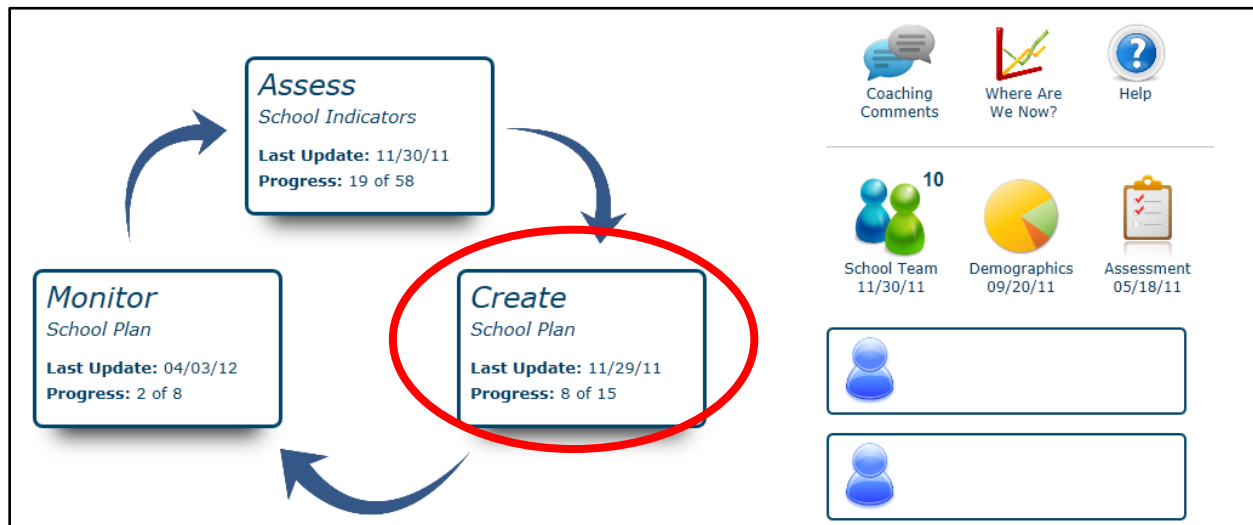 Assess
School Indicators
Last Update: 11/30/11
Progress: 19 of 58
Monitor
School Plan
Last Update: 04/03/12
Progress: 2 of 8
Create
School Plan
Last Update: 11/29/11
Progress: 8 of 15
Coaching
Comments
Where Are
We Now?
?
Help
10
School Team
11/30/11
Demographics
09/20/11
Assessment
05/18/11